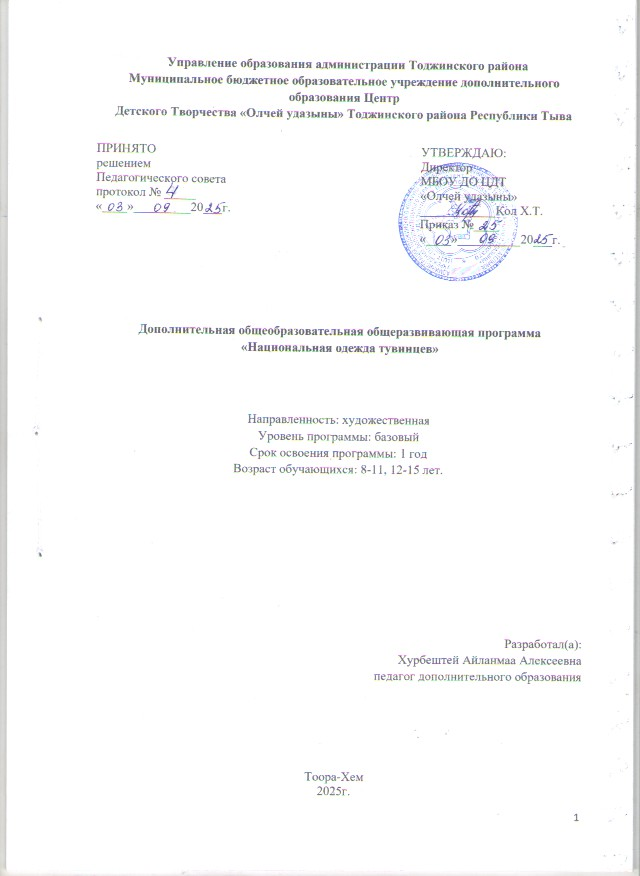 Управление образования администрации Тоджинского района
Муниципальное бюджетное образовательное учреждение дополнительного
образования Центр
Детского Творчества «Олчей удазыны» Тоджинского района Республики Тыва
ПРИНЯТО
решением
Педагогического совета
протокол № 4
«03» 09 2025г.
УТВЕРЖДАЮ:
Директор
МБОУ ДО ЦДТ
«Олчей удазыны»
Кол Х.Т.
Приказ № 25
«03» 09 2025г.
Дополнительная общеобразовательная общеразвивающая программа
«Национальная одежда тувинцев»
Направленность: художественная
Уровень программы: базовый
Срок освоения программы: 1 год
Возраст обучающихся: 8-11, 12-15 лет.
Разработал(а):
Хурбештей Айланмаа Алексеевна
педагог дополнительного образования
Тоора-Хем
2025г.
1